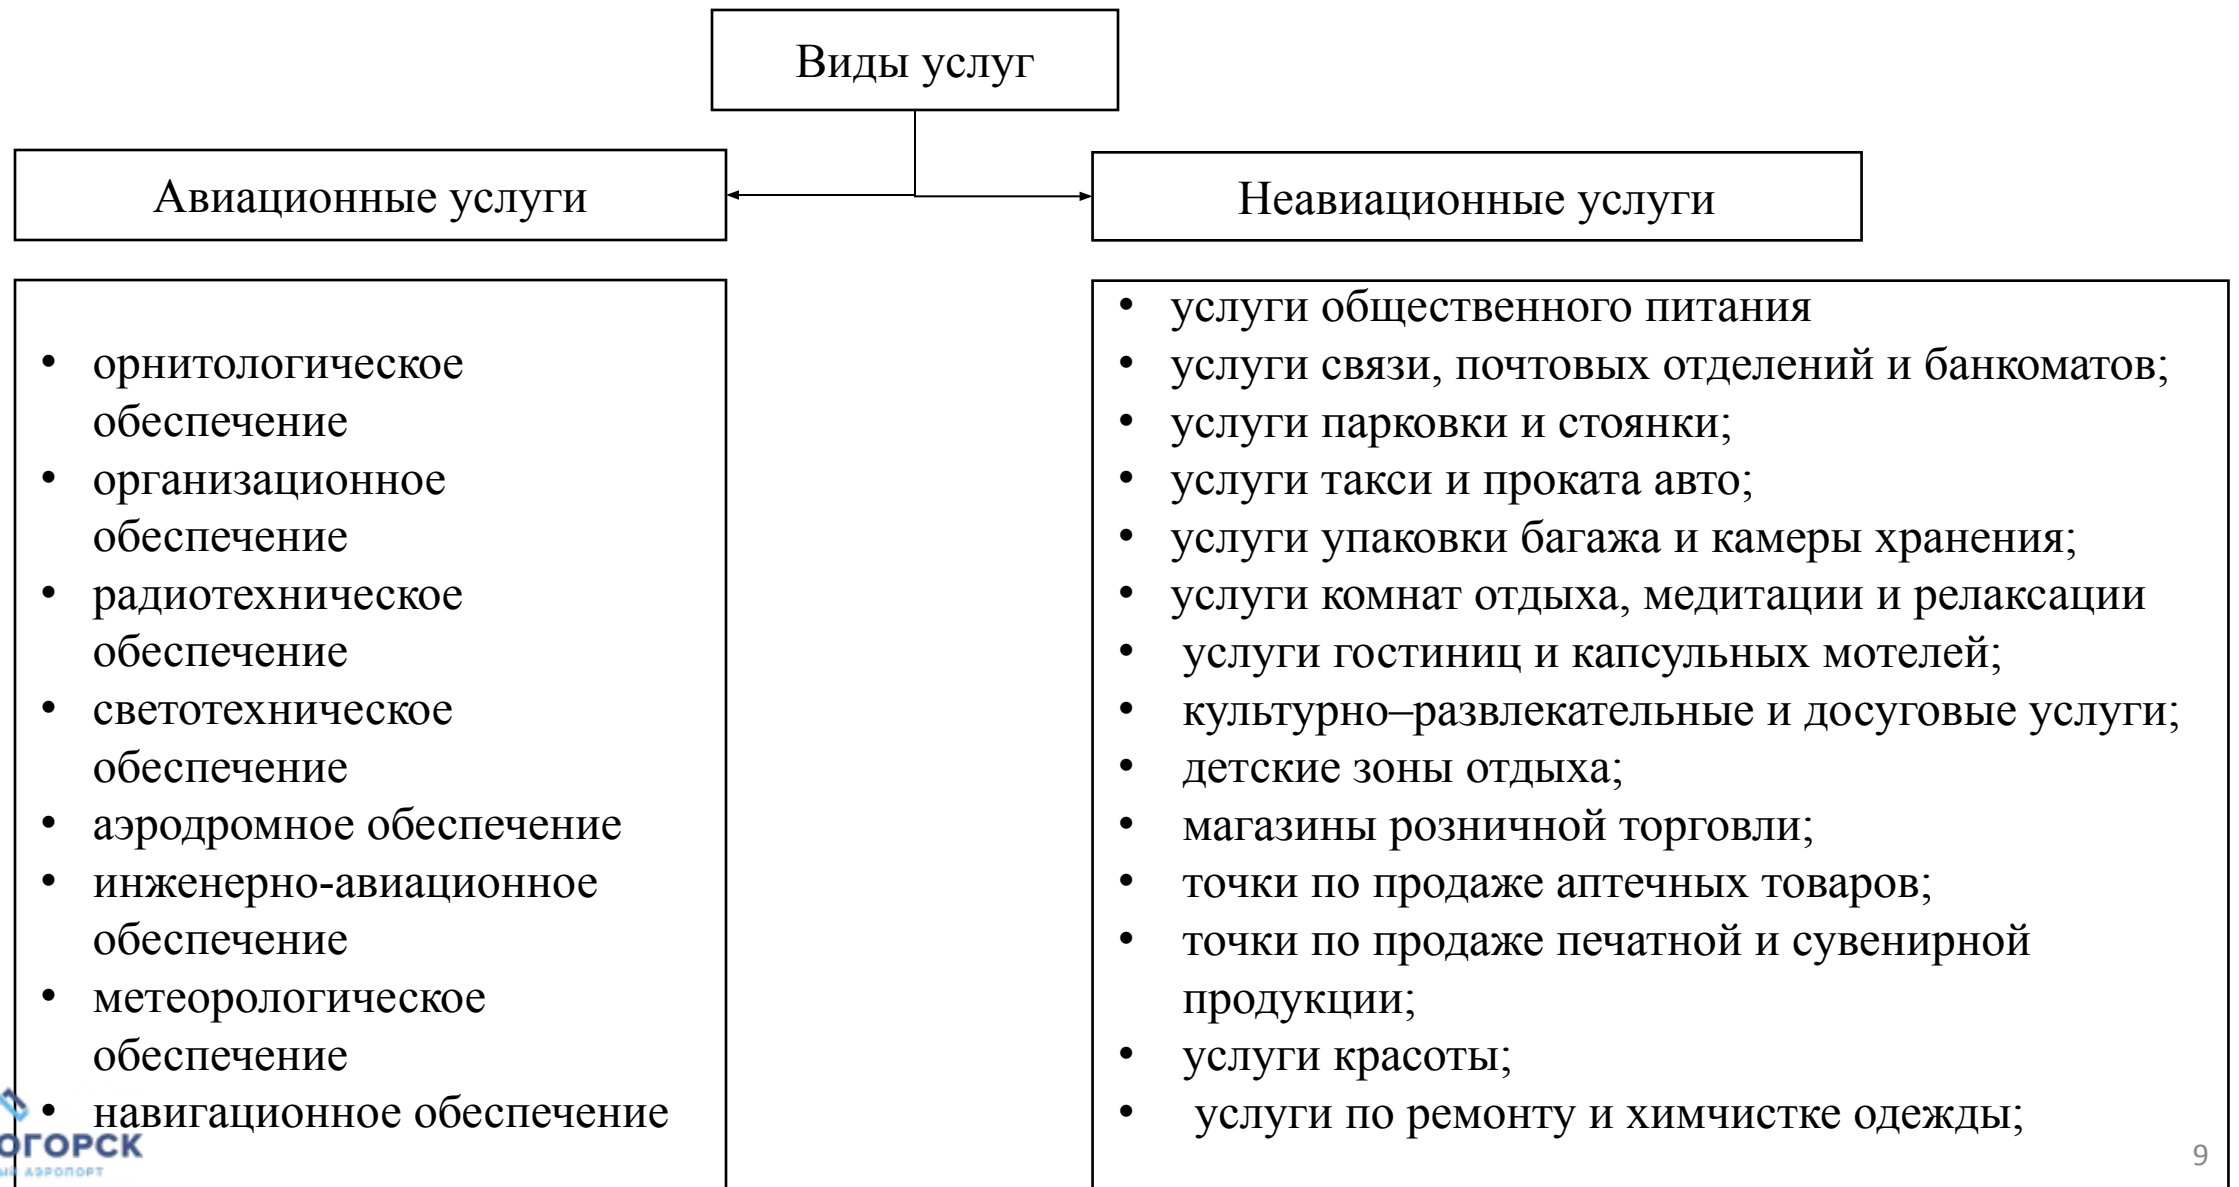 Виды услуг
Авиационные услуги
Неавиационные услуги
• орнитологическое
обеспечение
• организационное
обеспечение
• радиотехническое
обеспечение
• светотехническое
обеспечение
• аэродромное обеспечение
• инженерно-авиационное
обеспечение
• метеорологическое
обеспечение
• навигационное обеспечение
• услуги общественного питания
• услуги связи, почтовых отделений и банкоматов;
• услуги парковки и стоянки;
• услуги такси и проката авто;
• услуги упаковки багажа и камеры хранения;
• услуги комнат отдыха, медитации и релаксации
• услуги гостиниц и капсульных мотелей;
• культурно–развлекательные и досуговые услуги;
• детские зоны отдыха;
• магазины розничной торговли;
• точки по продаже аптечных товаров;
• точки по продаже печатной и сувенирной
продукции;
• услуги красоты;
• услуги по ремонту и химчистке одежды;
ОГОРСК
АЭРОПОРТ
9